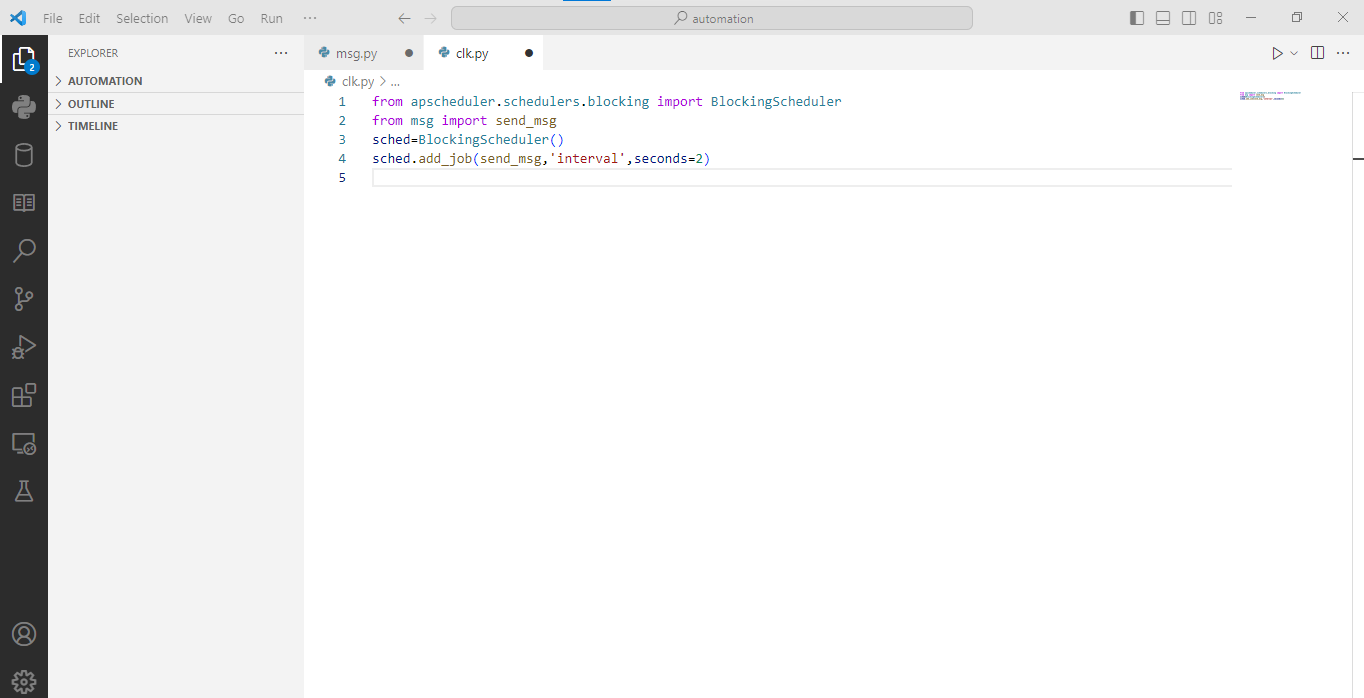 File Edit Selection View Go Run ···
automation
EXPLORER ···
AUTOMATION
OUTLINE
TIMELINE
2
msg.py
clk.py
clk.py > ...
1 from apscheduler.schedulers.blocking import BlockingScheduler
2 from msg import send_msg
3 sched=BlockingScheduler()
4 sched.add_job(send_msg,'interval',seconds=2)
5